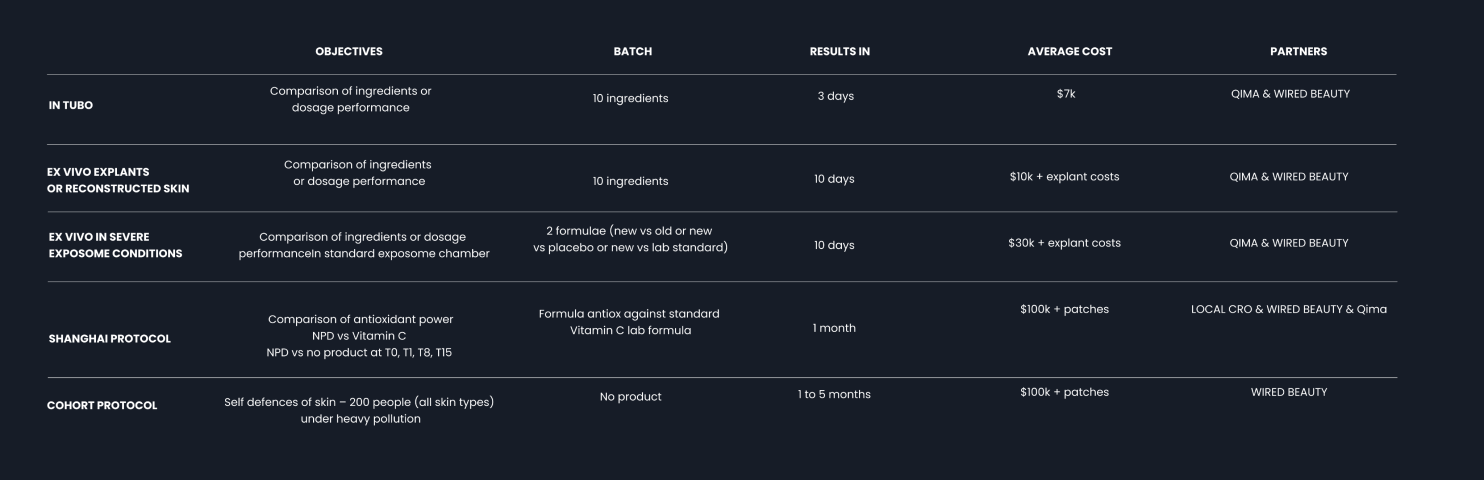 OBJECTIVES BATCH RESULTS IN AVERAGE COST PARTNERS
IN TUBO
Comparison of ingredients or
dosage performance
10 ingredients
3 days
$7k
QIMA & WIRED BEAUTY
EX VIVO EXPLANTS
OR RECONSTRUCTED SKIN
Comparison of ingredients
or dosage performance
10 ingredients
10 days
$10k + explant costs
QIMA & WIRED BEAUTY
EX VIVO IN SEVERE
EXPOSOME CONDITIONS
Comparison of ingredients or dosage
performanceIn standard exposome chamber
2 formulae (new vs old or new
vs placebo or new vs lab standard)
10 days
$30k + explant costs
QIMA & WIRED BEAUTY
SHANGHAI PROTOCOL
Comparison of antioxidant power
NPD vs Vitamin C
NPD vs no product at T0, T1, T8, T15
Formula antiox against standard
Vitamin C lab formula
1 month
$100k + patches
LOCAL CRO & WIRED BEAUTY & Qima
COHORT PROTOCOL
Self defences of skin – 200 people (all skin types)
under heavy pollution
No product
1 to 5 months
$100k + patches
WIRED BEAUTY